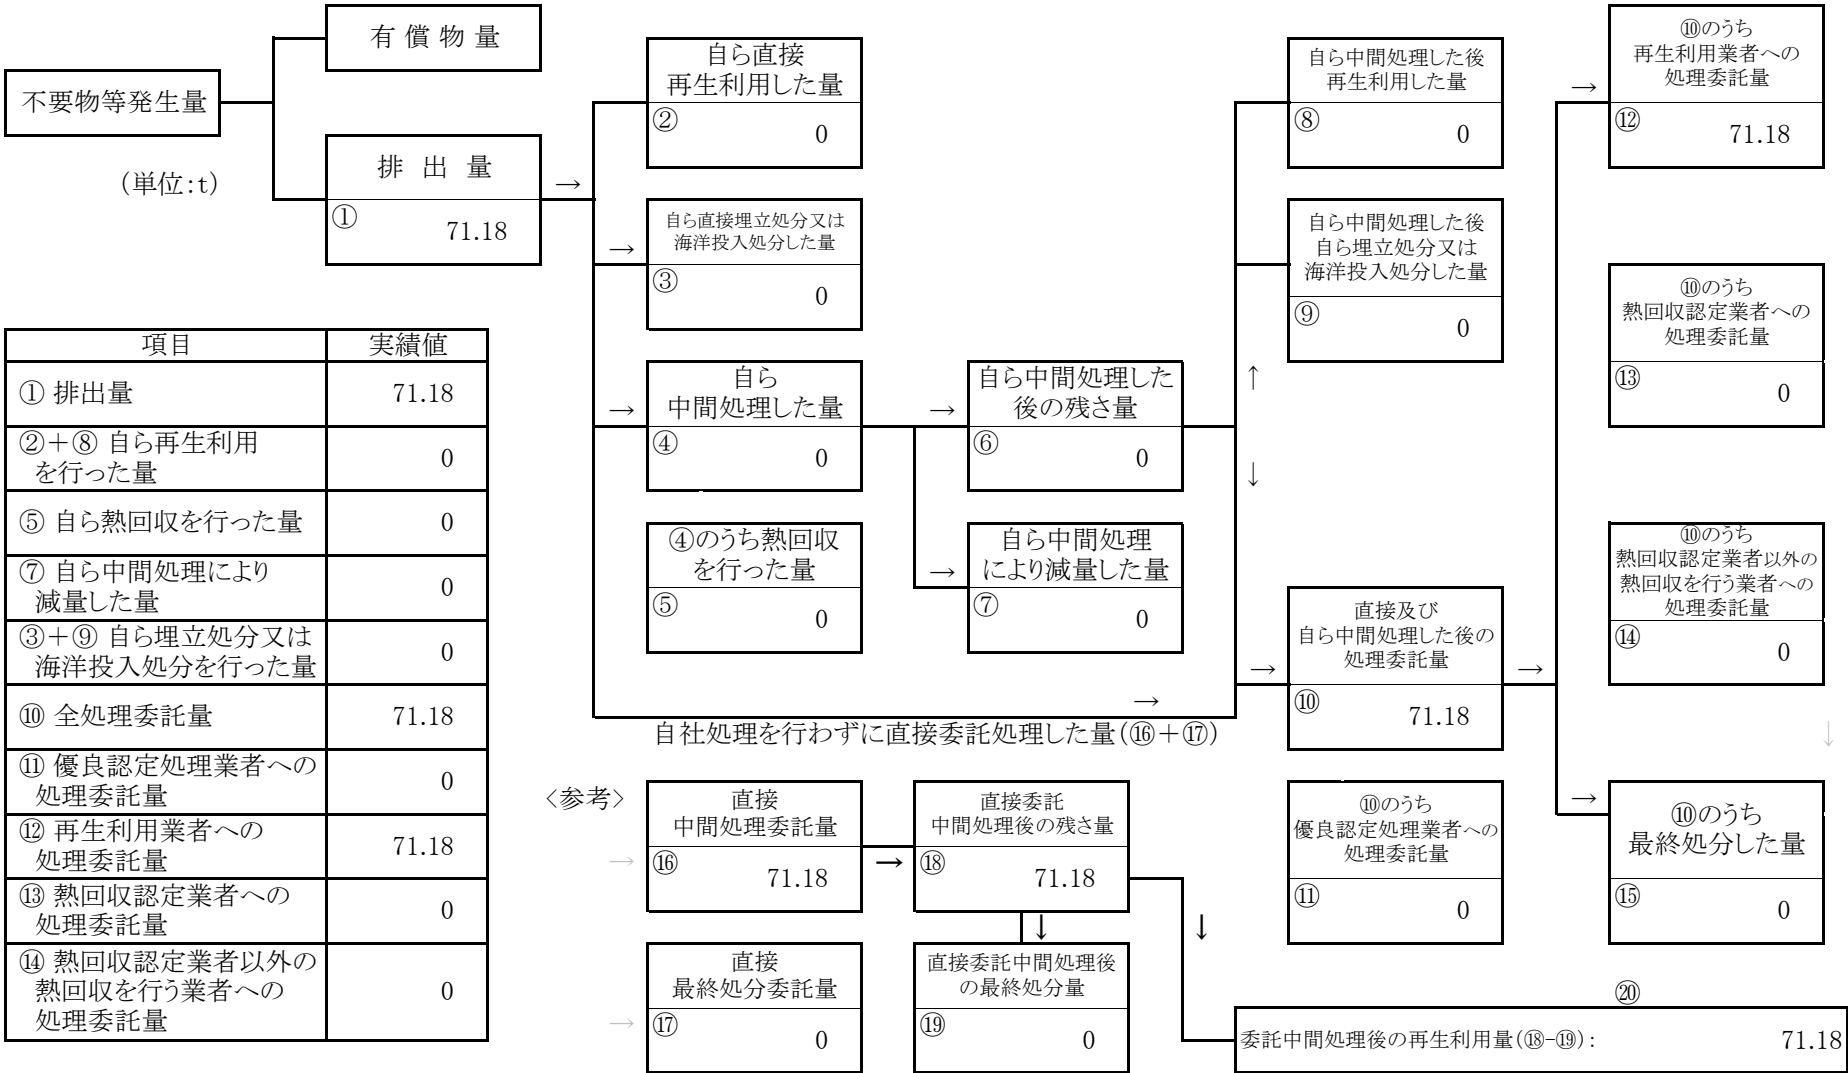 有 償 物 量
不要物等発生量
(単位:t)
排 出 量
→
①
71.18
自ら直接
再生利用した量
②
0
→
自ら直接埋立処分又は
海洋投入処分した量
③
0
→
自ら
中間処理した量
④
0
④のうち熱回収
を行った量
⑤
0
→
自ら中間処理した
後の残さ量
⑥
0
→
自ら中間処理
により減量した量
⑦
0
↑
↓
自ら中間処理した後
再生利用した量
⑧
0
自ら中間処理した後
自ら埋立処分又は
海洋投入処分した量
⑨
0
→
自社処理を行わずに直接委託処理した量(⑯+⑰)
→
直接及び
自ら中間処理した後の
処理委託量
⑩
71.18
→
⑩のうち
優良認定処理業者への
処理委託量
⑪
0
→
⑩のうち
再生利用業者への
処理委託量
⑫
71.18
⑩のうち
熱回収認定業者への
処理委託量
⑬
0
⑩のうち
熱回収認定業者以外の
熱回収を行う業者への
処理委託量
⑭
0
↓
→
⑩のうち
最終処分した量
⑮
0
項目 実績値
① 排出量 71.18
②+⑧ 自ら再生利用
を行った量 0
⑤ 自ら熱回収を行った量 0
⑦ 自ら中間処理により
減量した量 0
③+⑨ 自ら埋立処分又は
海洋投入処分を行った量 0
⑩ 全処理委託量 71.18
⑪ 優良認定処理業者への
処理委託量 0
⑫ 再生利用業者への
処理委託量 71.18
⑬ 熱回収認定業者への
処理委託量 0
⑭ 熱回収認定業者以外の
熱回収を行う業者への
処理委託量 0
<参考>
→
直接
中間処理委託量
⑯
71.18
→
直接委託
中間処理後の残さ量
⑱
71.18
↓
↓
→
直接
最終処分委託量
⑰
0
直接委託中間処理後
の最終処分量
⑲
0
⑳
委託中間処理後の再生利用量(⑱-⑲): 71.18